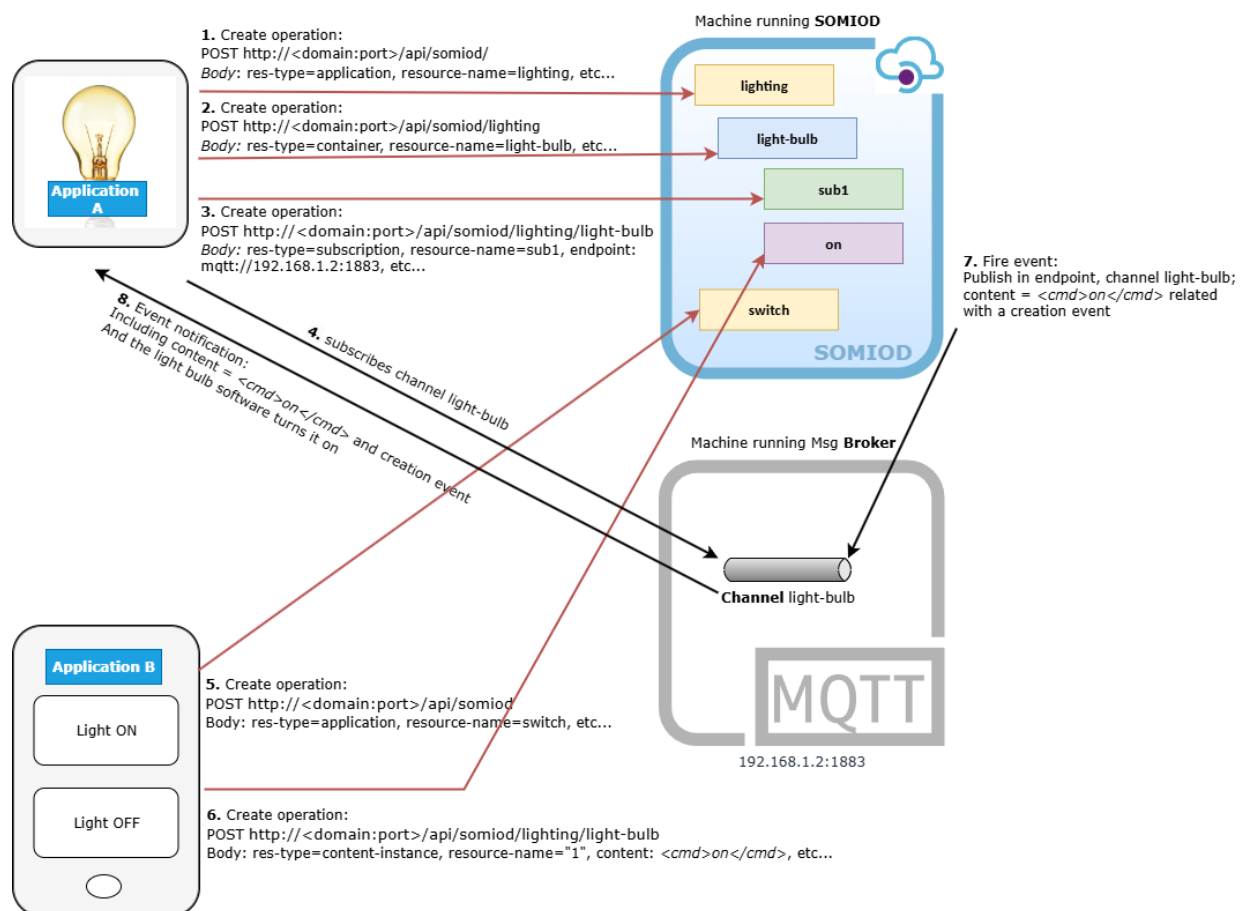 Machine running SOMIOD
1. Create operation:
POST http://<domain:port>/api/somiod/
Body: res-type=application, resource-name=lighting, etc...
2. Create operation:
POST http://<domain:port>/api/somiod/lighting
Body: res-type=container, resource-name=light-bulb, etc...
Application
A
3. Create operation:
POST http://<domain:port>/api/somiod/lighting/light-bulb
Body: res-type=subscription, resource-name=sub1, endpoint:
mqtt://192.168.1.2:1883, etc...
lighting
light-bulb
sub1
on
switch
SOMIOD
7. Fire event:
Publish in endpoint, channel light-bulb;
content = <cmd>on</cmd> related
with a creation event
4. subscribes channel light-bulb
8. Event notification:
Including content = <cmd>on</cmd> and creation event
And the light bulb software turns it on
Machine running Msg Broker
Channel light-bulb
MQTT
192.168.1.2:1883
Application B
Light ON
Light OFF
5. Create operation:
POST http://<domain:port>/api/somiod
Body: res-type=application, resource-name=switch, etc...
6. Create operation:
POST http://<domain:port>/api/somiod/lighting/light-bulb
Body: res-type=content-instance, resource-name="1", content: <cmd>on</cmd>, etc...